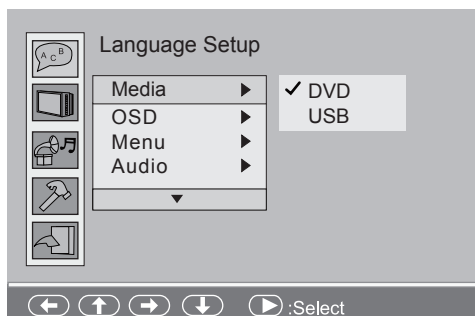 A C B
Language Setup
Media
DVD
OSD
USB
Menu
Audio
:Select